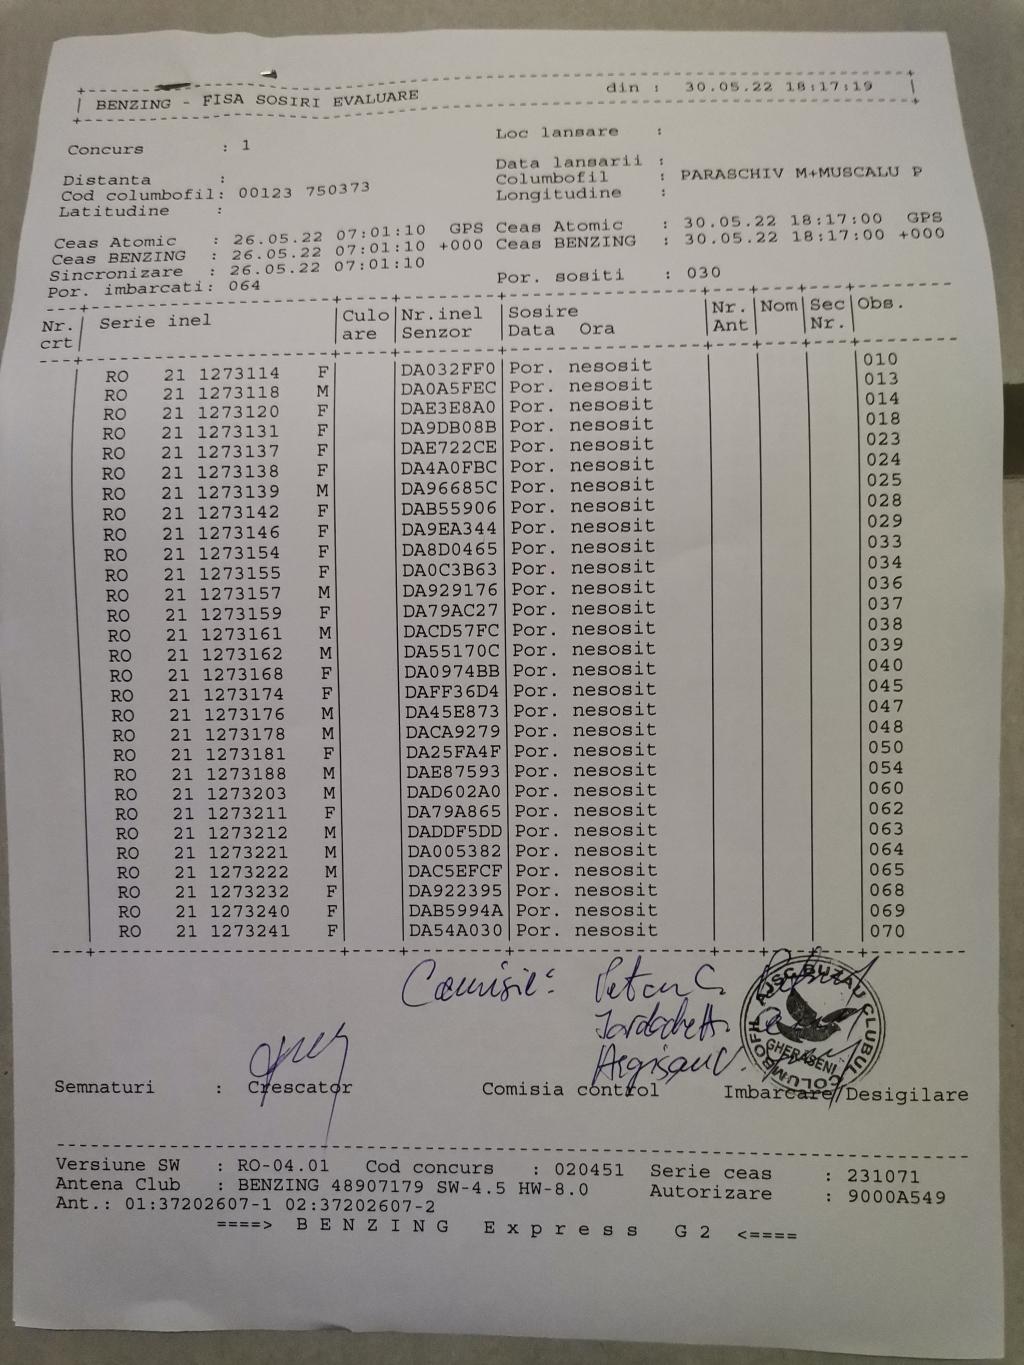 BENZING - FISA SOSIRI EVALUARE din : 30.05.22 18:17:19
Loc lansare :
Concurs : 1
Data lansarii :
Distanta : Columbofil : PARASCHIV M+MUSCALU P
Cod columbofil: 00123 750373 Longitudine :
Latitudine :
Ceas Atomic : 26.05.22 07:01:10 GPS Ceas Atomic : 30.05.22 18:17:00 GPS
Ceas BENZING : 26.05.22 07:01:10 +000 Ceas BENZING : 30.05.22 18:17:00 +000
Sincronizare : 26.05.22 07:01:10
Por. imbarcati: 064 Por. sositi : 030
Nr. crt Serie inel Culo are Nr.inel Senzor Sosire Data Ora Nr. Ant Nom Sec Nr. Obs.
RO 21 1273114 F DA032FF0 Por. nesosit 010
RO 21 1273118 M DA0A5FEC Por. nesosit 013
RO 21 1273120 F DAE3E8A0 Por. nesosit 014
RO 21 1273131 F DA9DB08B Por. nesosit 018
RO 21 1273137 F DAE722CE Por. nesosit 023
RO 21 1273138 F DA4A0FBC Por. nesosit 024
RO 21 1273139 M DA96685C Por. nesosit 025
RO 21 1273142 F DAB55906 Por. nesosit 028
RO 21 1273146 F DA9EA344 Por. nesosit 029
RO 21 1273154 F DA8D0465 Por. nesosit 033
RO 21 1273155 F DA0C3B63 Por. nesosit 034
RO 21 1273157 M DA929176 Por. nesosit 036
RO 21 1273159 F DA79AC27 Por. nesosit 037
RO 21 1273161 M DACD57FC Por. nesosit 038
RO 21 1273162 M DA55170C Por. nesosit 039
RO 21 1273168 F DA0974BB Por. nesosit 040
RO 21 1273174 F DAFF36D4 Por. nesosit 045
RO 21 1273176 M DA45E873 Por. nesosit 047
RO 21 1273178 M DACA9279 Por. nesosit 048
RO 21 1273181 F DA25FA4F Por. nesosit 050
RO 21 1273188 M DAE87593 Por. nesosit 054
RO 21 1273203 M DAD602A0 Por. nesosit 060
RO 21 1273211 F DA79A865 Por. nesosit 062
RO 21 1273212 M DADDF5DD Por. nesosit 063
RO 21 1273221 M DA005382 Por. nesosit 064
RO 21 1273222 M DAC5EFCF Por. nesosit 065
RO 21 1273232 F DA922395 Por. nesosit 068
RO 21 1273240 F DAB5994A Por. nesosit 069
RO 21 1273241 F DA54A030 Por. nesosit 070
Comisie:
AJSC BUZAU CLUBUL COLUMBOFIL
GHERASENI
Semnaturi : Crescator Comisia control Imbarcare/Desigilare
Versiune SW : RO-04.01 Cod concurs : 020451 Serie ceas : 231071
Antena Club : BENZING 48907179 SW-4.5 HW-8.0 Autorizare : 9000A549
Ant.: 01:37202607-1 02:37202607-2
====> B E N Z I N G E x p r e s s G 2 <====